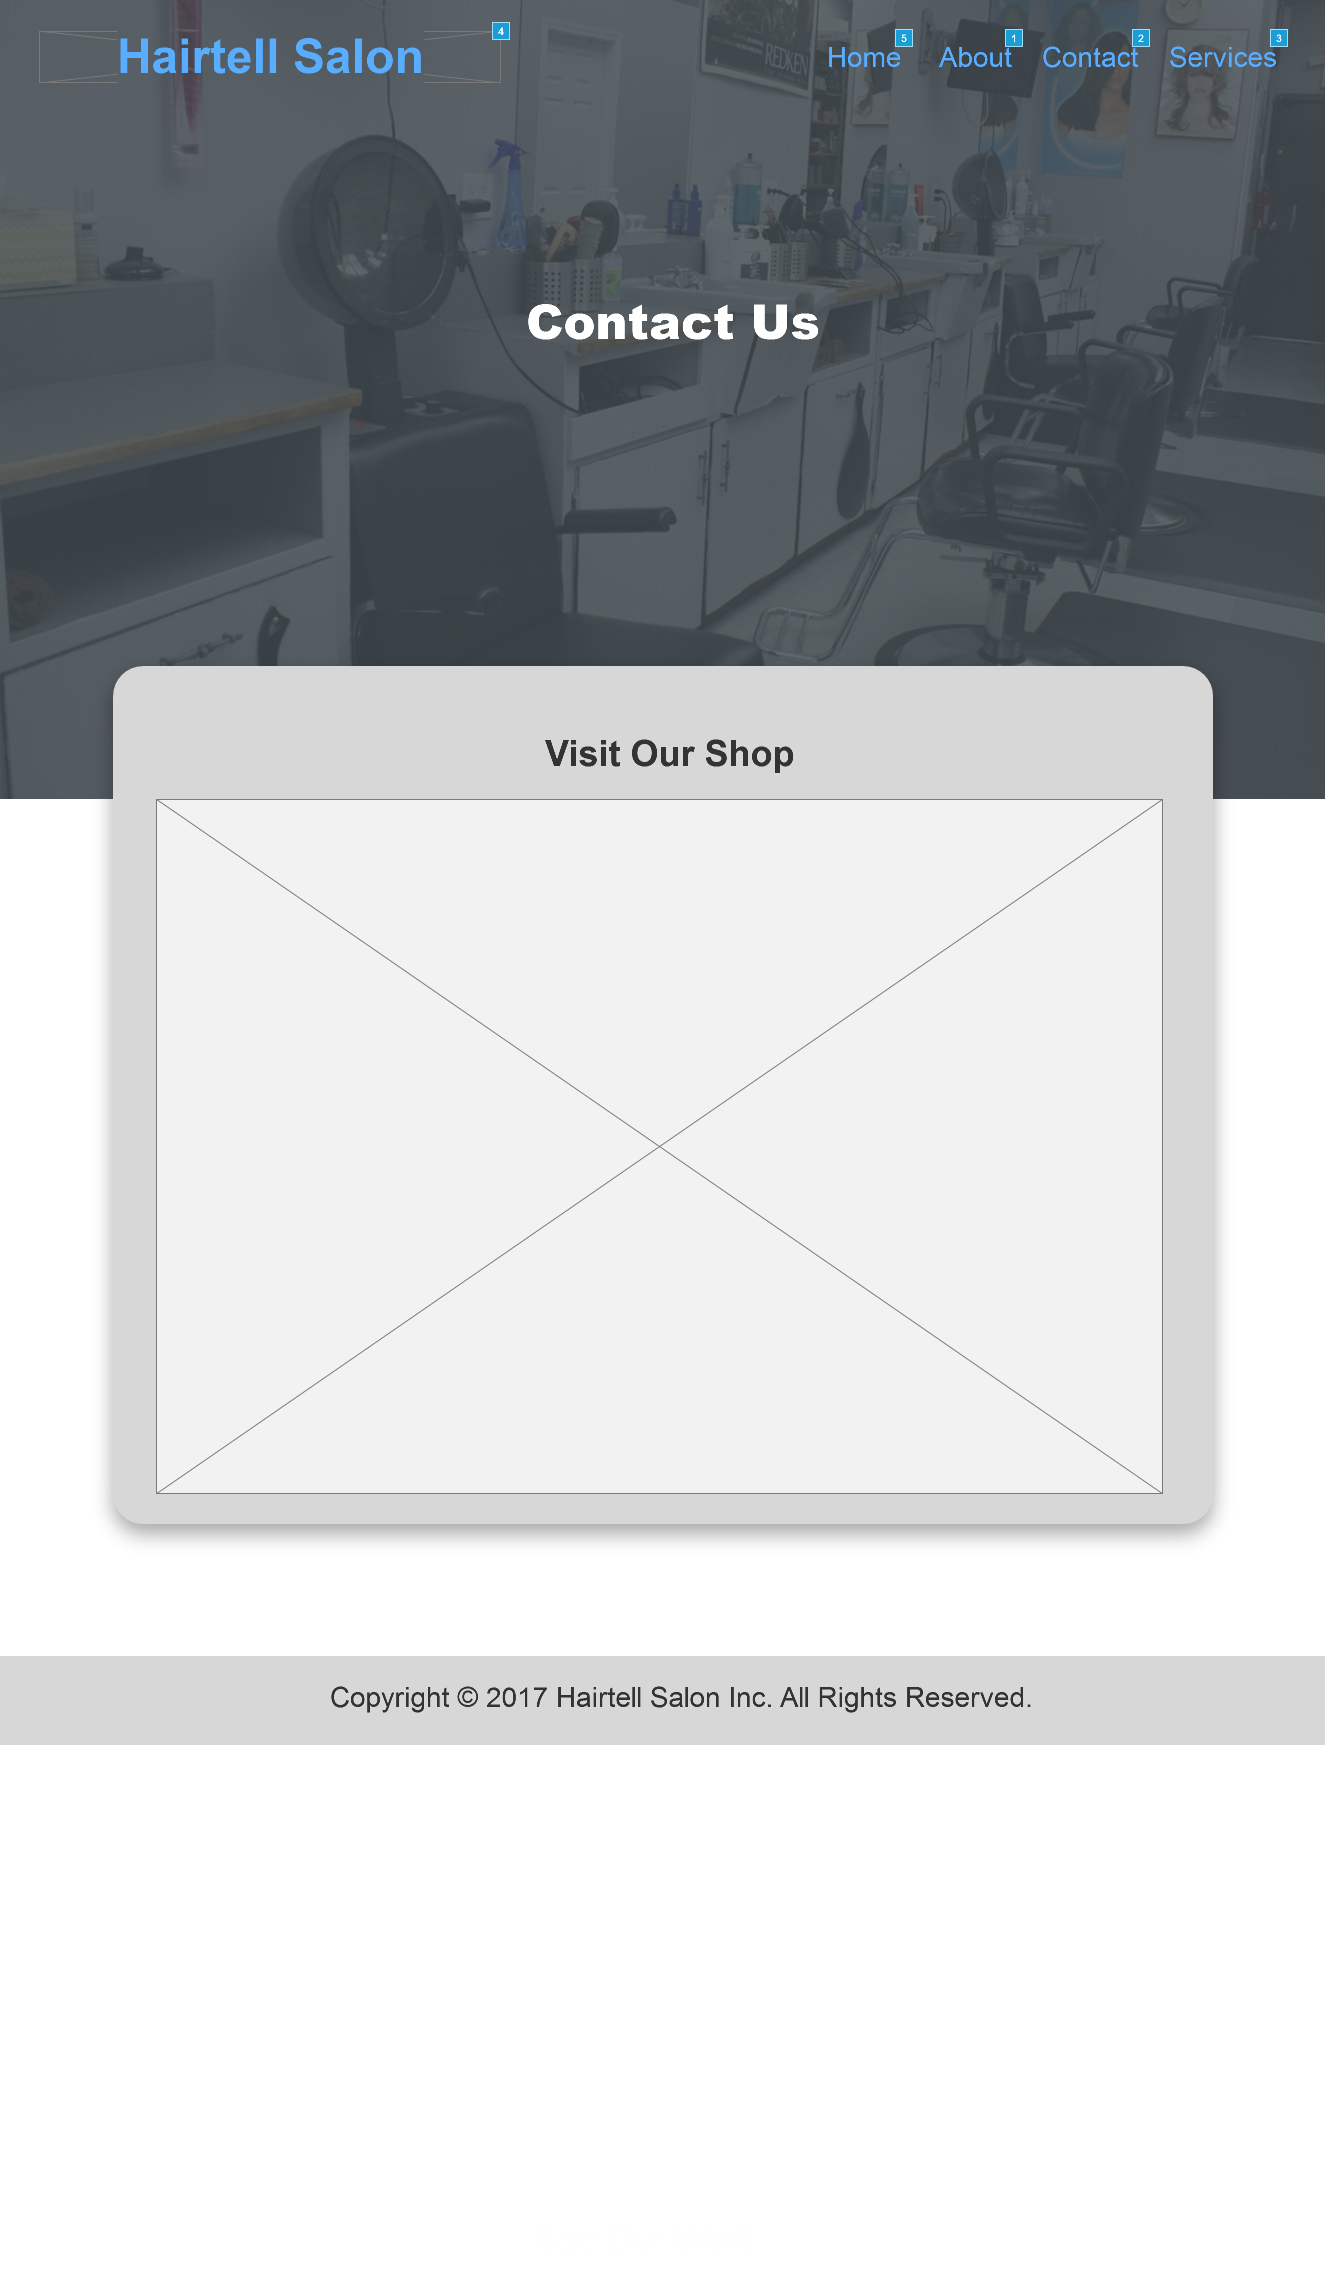 Hairtell Salon
4
Home
5
About
1
Contact
2
Services
3
REDKEN
Contact Us
Visit Our Shop
Copyright © 2017 Hairtell Salon Inc. All Rights Reserved.